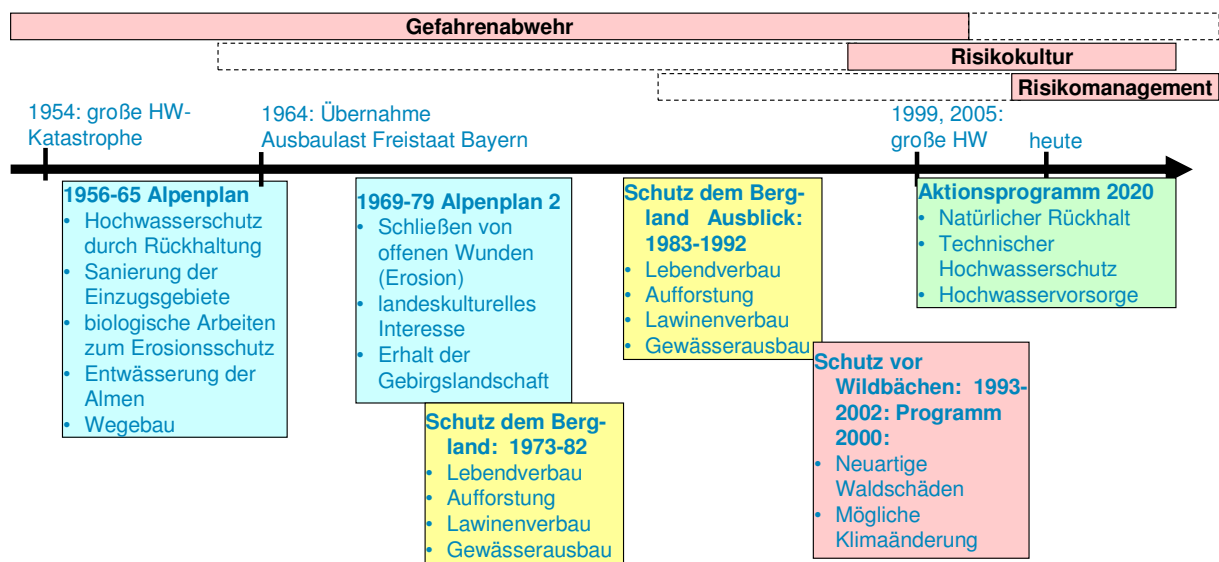 Gefahrenabwehr
Risikokultur
Risikomanagement
1954: große HW-
Katastrophe
1964: Übernahme
Ausbaulast Freistaat Bayern
1999, 2005:
große HW
heute
1956-65 Alpenplan
• Hochwasserschutz
durch Rückhaltung
• Sanierung der
Einzugsgebiete
• biologische Arbeiten
zum Erosionsschutz
• Entwässerung der
Almen
• Wegebau
1969-79 Alpenplan 2
• Schließen von
offenen Wunden
(Erosion)
• landeskulturelles
Interesse
• Erhalt der
Gebirgslandschaft
Schutz dem Berg-
land: 1973-82
• Lebendverbau
• Aufforstung
• Lawinenverbau
• Gewässerausbau
Schutz dem Berg-
land Ausblick:
1983-1992
• Lebendverbau
• Aufforstung
• Lawinenverbau
• Gewässerausbau
Schutz vor
Wildbächen: 1993-
2002: Programm
2000:
• Neuartige
Waldschäden
• Mögliche
Klimaänderung
Aktionsprogramm 2020
• Natürlicher Rückhalt
• Technischer
Hochwasserschutz
• Hochwasservorsorge